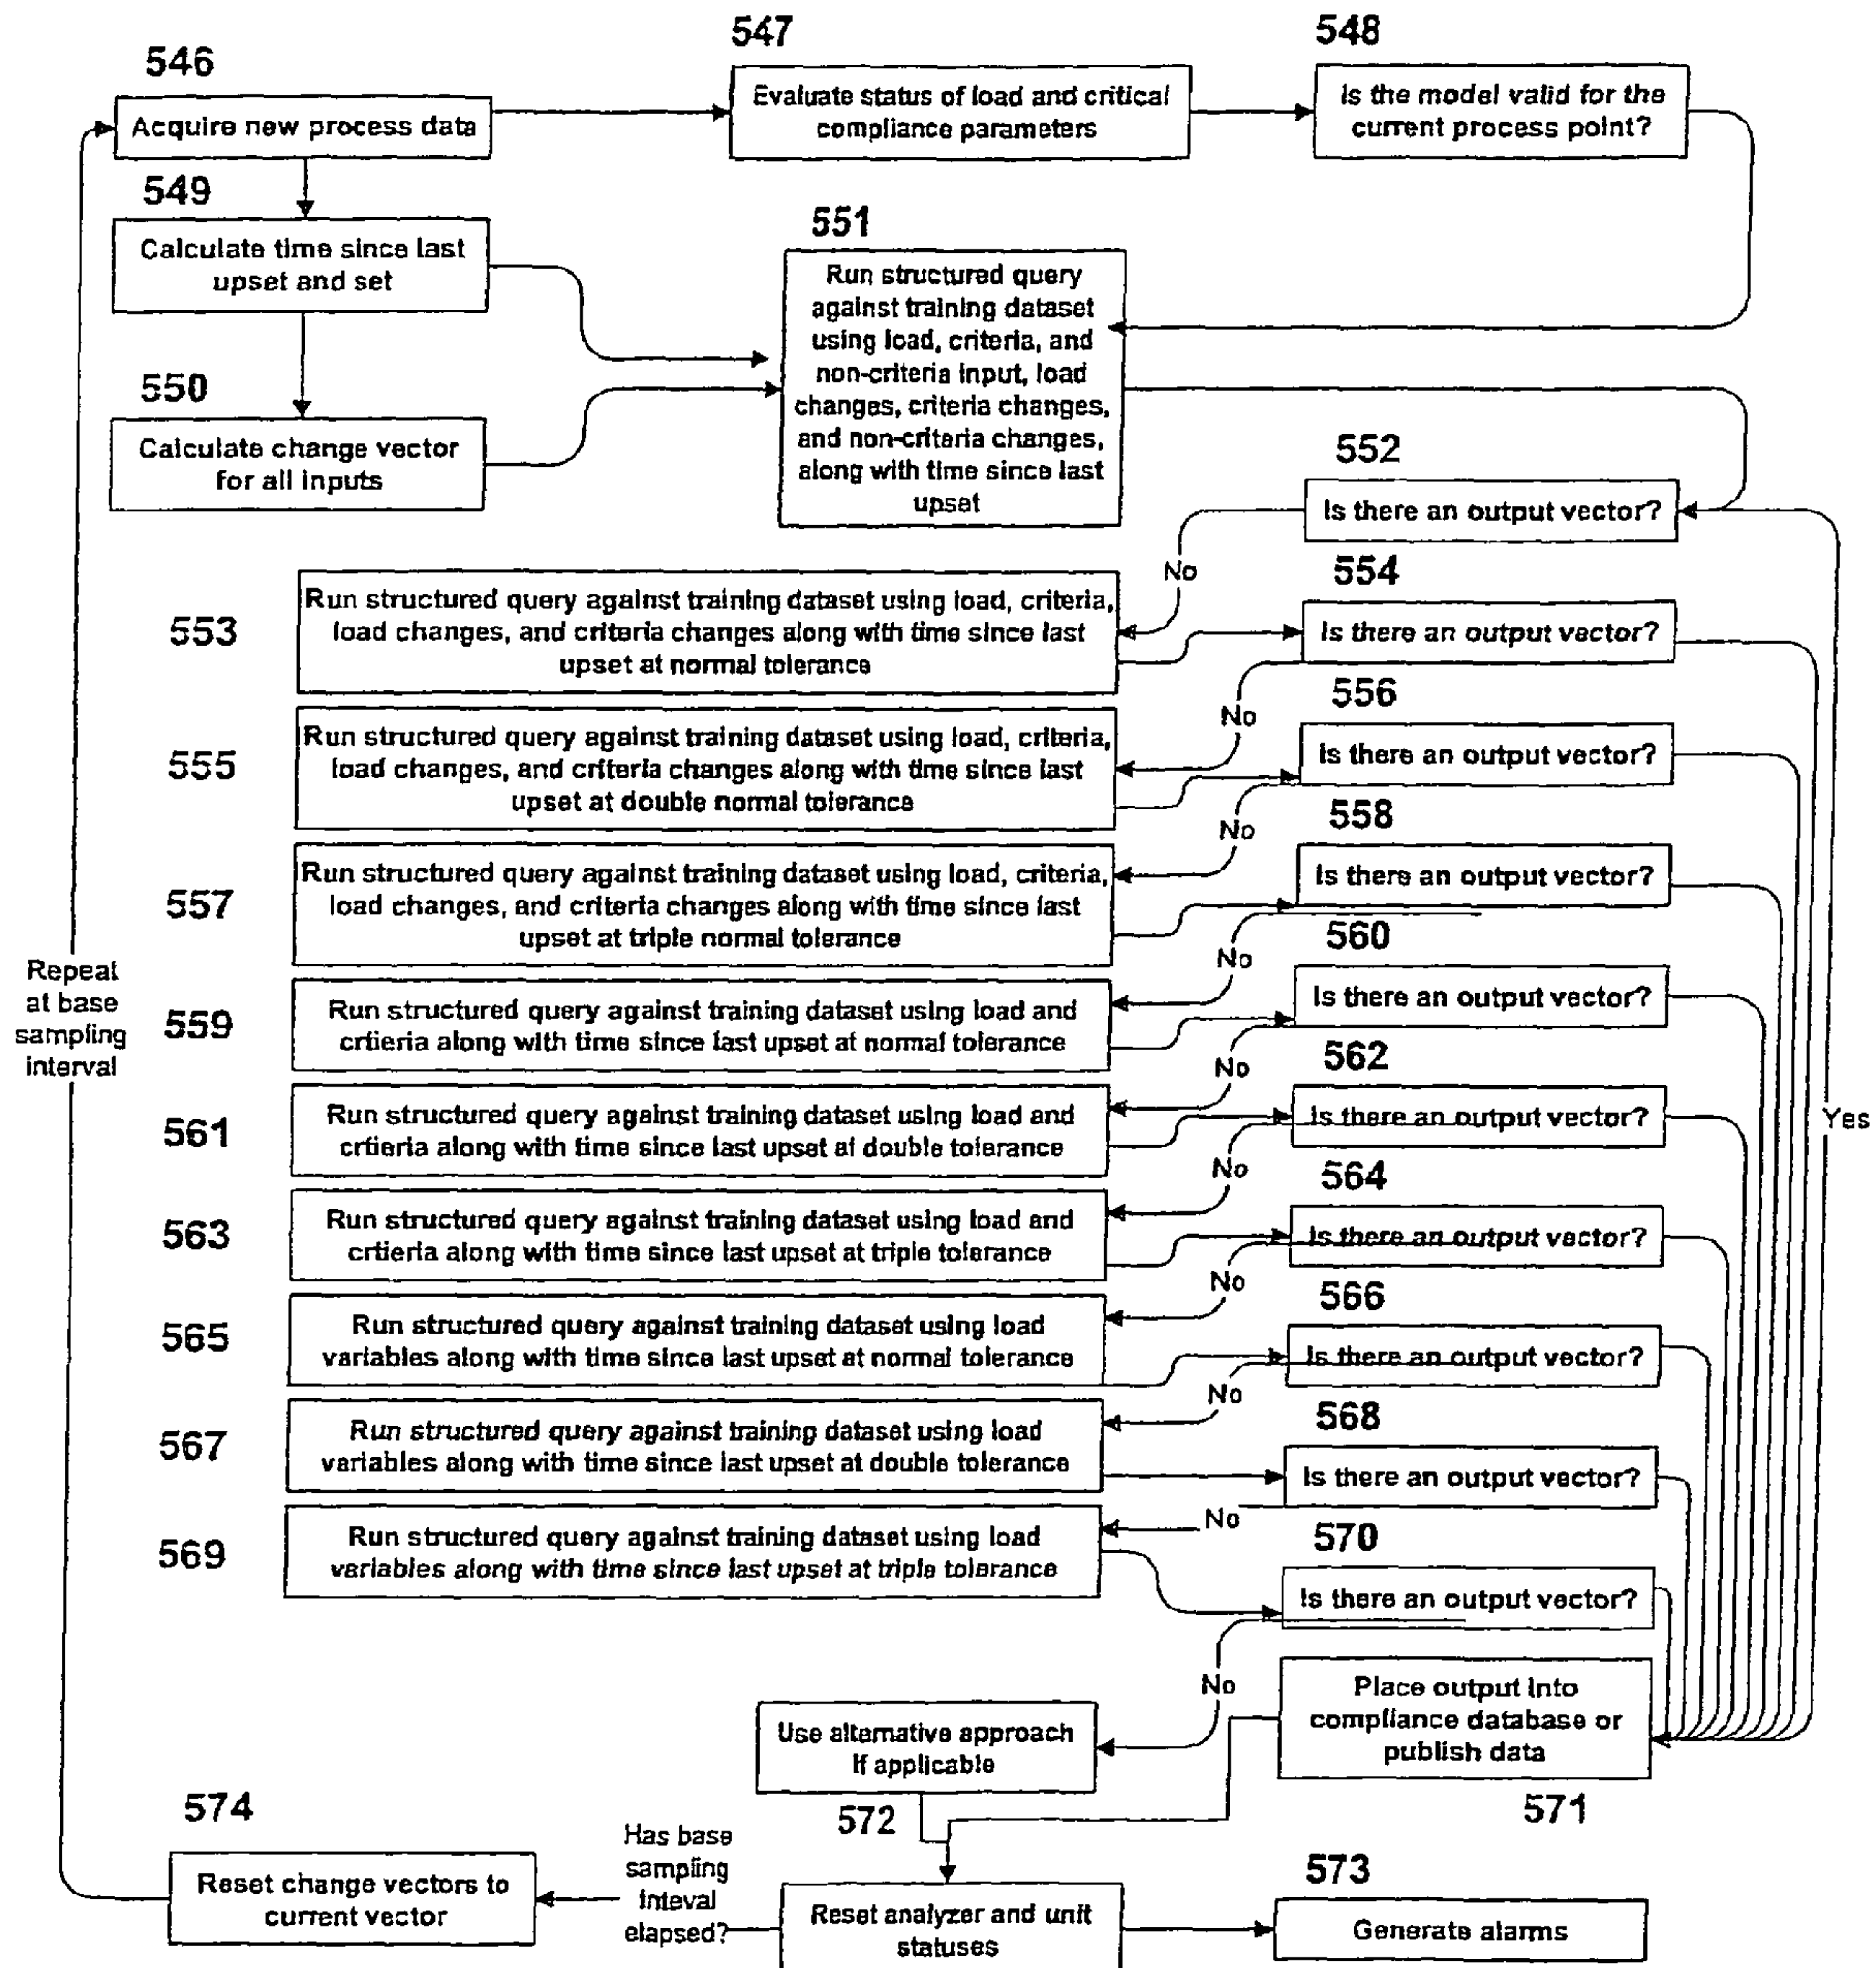 546
Acquire new process data
547
Evaluate status of load and critical
compliance parameters
548
Is the model valid for the
current process point?
549
Calculate time since last
upset and set
550
Calculate change vector
for all inputs
551
Run structured query
against training dataset
using load, criteria, and
non-criteria input, load
changes, criteria changes,
and non-criteria changes,
along with time since last
upset
552
Is there an output vector?
No
553
Run structured query against training dataset using load, criteria,
load changes, and criteria changes along with time since last
upset at normal tolerance
554
Is there an output vector?
No
555
Run structured query against training dataset using load, criteria,
load changes, and criteria changes along with time since last
upset at double normal tolerance
556
Is there an output vector?
No
557
Run structured query against training dataset using load, criteria,
load changes, and criteria changes along with time since last
upset at triple normal tolerance
558
Is there an output vector?
No
559
Run structured query against training dataset using load and
crtieria along with time since last upset at normal tolerance
560
Is there an output vector?
No
561
Run structured query against training dataset using load and
crtieria along with time since last upset at double tolerance
562
Is there an output vector?
No
563
Run structured query against training dataset using load and
crtieria along with time since last upset at triple tolerance
564
Is there an output vector?
No
565
Run structured query against training dataset using load
variables along with time since last upset at normal tolerance
566
Is there an output vector?
No
567
Run structured query against training dataset using load
variables along with time since last upset at double tolerance
568
Is there an output vector?
No
569
Run structured query against training dataset using load
variables along with time since last upset at triple tolerance
570
Is there an output vector?
No
Yes
Repeat
at base
sampling
interval
Place output into
compliance database or
publish data
571
Use alternative approach
if applicable
572
573
Generate alarms
Reset analyzer and unit
statuses
Has base
sampling
inteval
elapsed?
574
Reset change vectors to
current vector